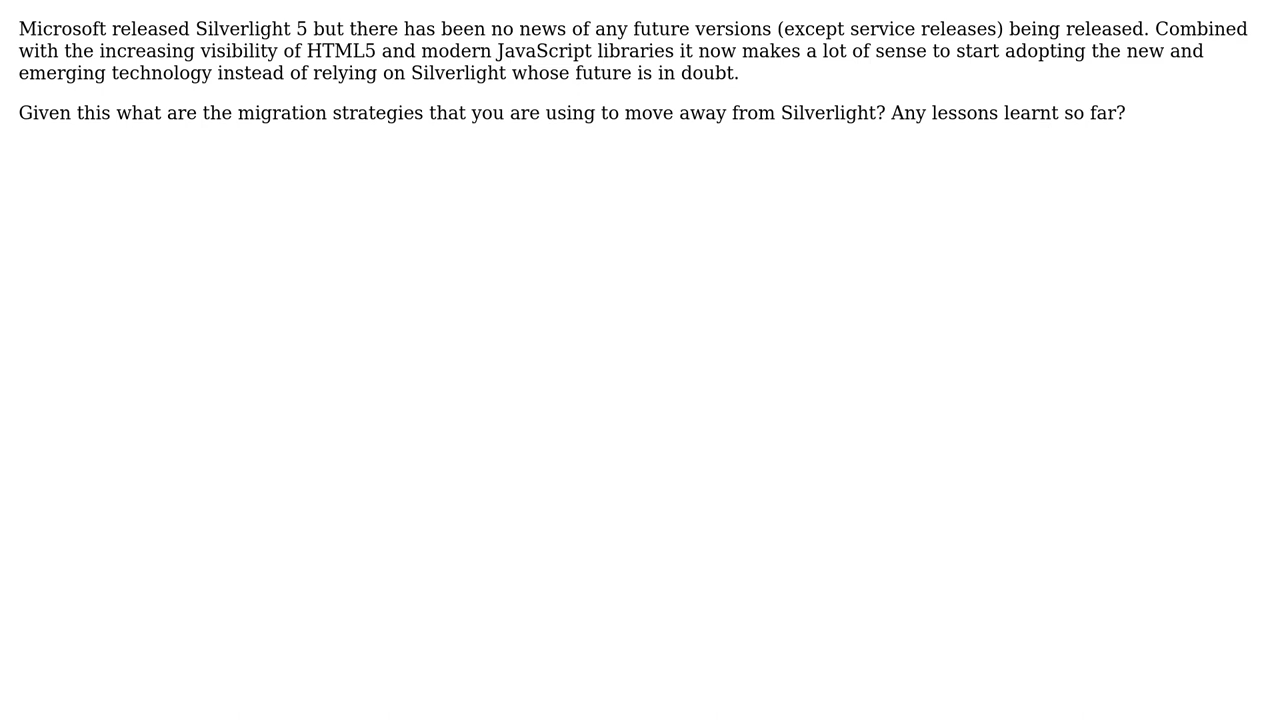 Microsoft released Silverlight 5 but there has been no news of any future versions (except service releases) being released. Combined
with the increasing visibility of HTML5 and modern JavaScript libraries it now makes a lot of sense to start adopting the new and
emerging technology instead of relying on Silverlight whose future is in doubt.
Given this what are the migration strategies that you are using to move away from Silverlight? Any lessons learnt so far?